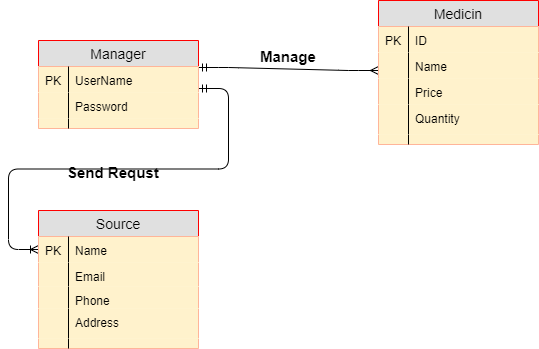 Medicin
PK ID
Name
Price
Quantity
Manager
PK UserName
Password
Manage
Send Requst
Source
PK Name
Email
Phone
Address